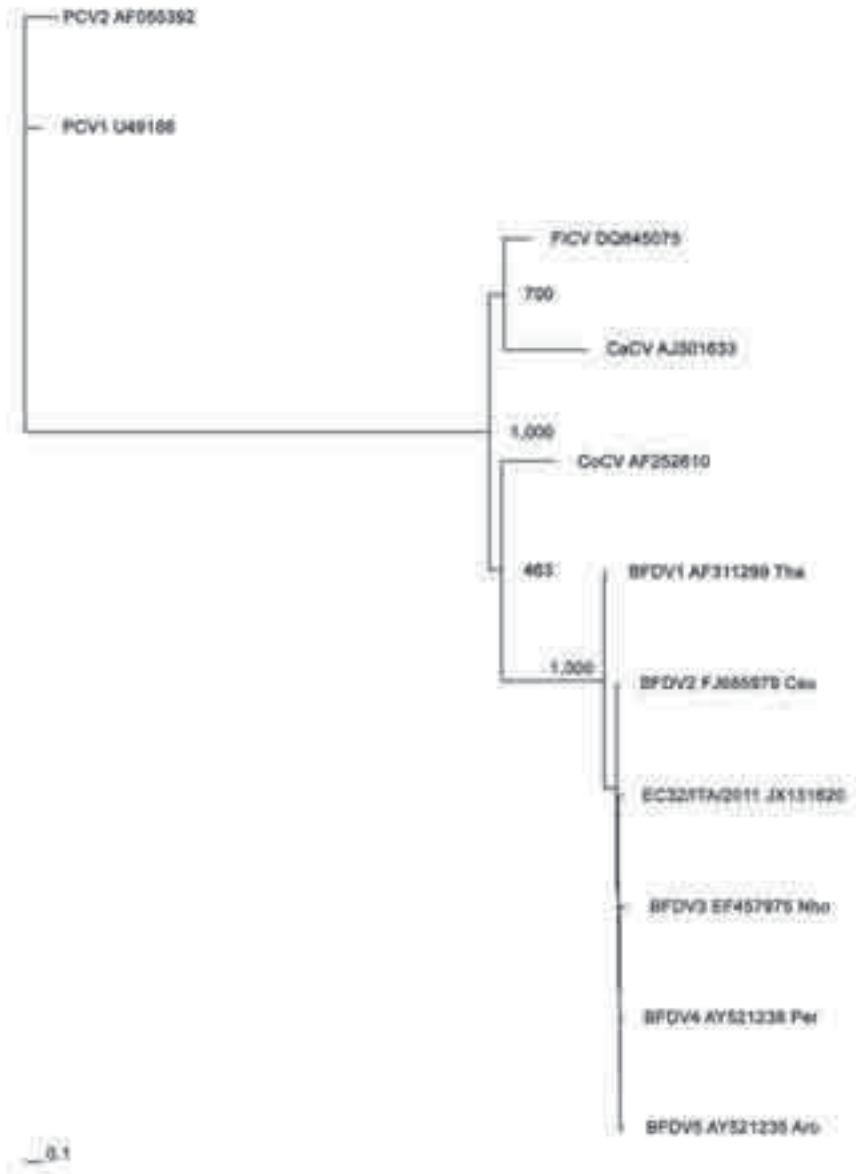 PCV2 AF055392
PCV1 U49186
FiCV DQ845075
700
CaCV AJ301633
1,000
CoCV AF252610
463
BFDV1 AF311299 Tha
1,000
BFDV2 Cau
EC32/ITA/2011 JX131620
BFDV3 EF457975 Nho
BFDV4 AY521238 Per
BFDV5 AY521235 Aro
0.1